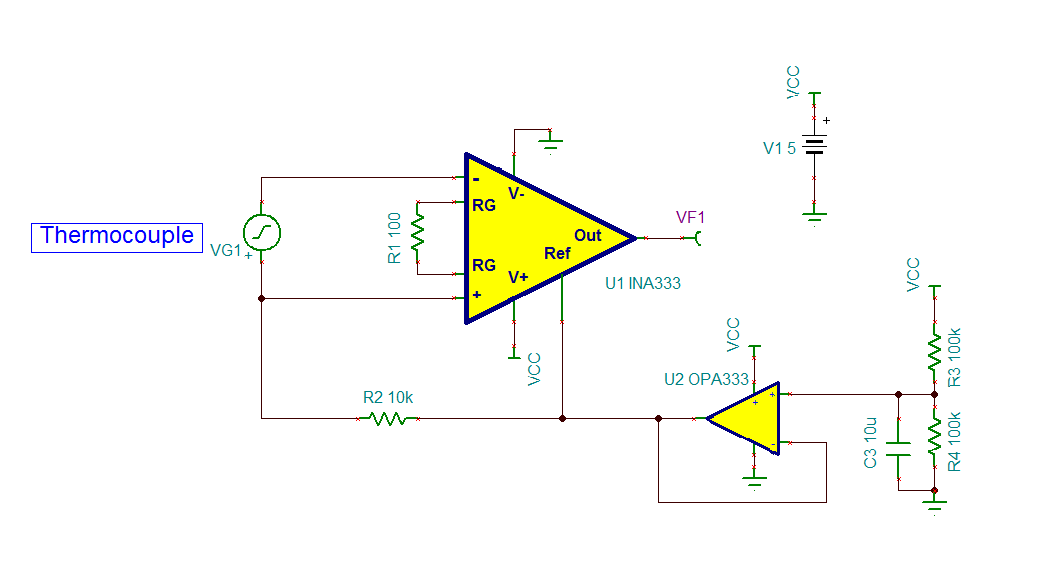 VCC
+
V1 5
-
V-
RG
R1 100
Thermocouple
VG1
+
Out
Ref
VF1
RG
V+
+
U1 INA333
VCC
VCC
VCC
R3 100k
U2 OPA333
+
+
-
R2 10k
C3 10u
R4 100k